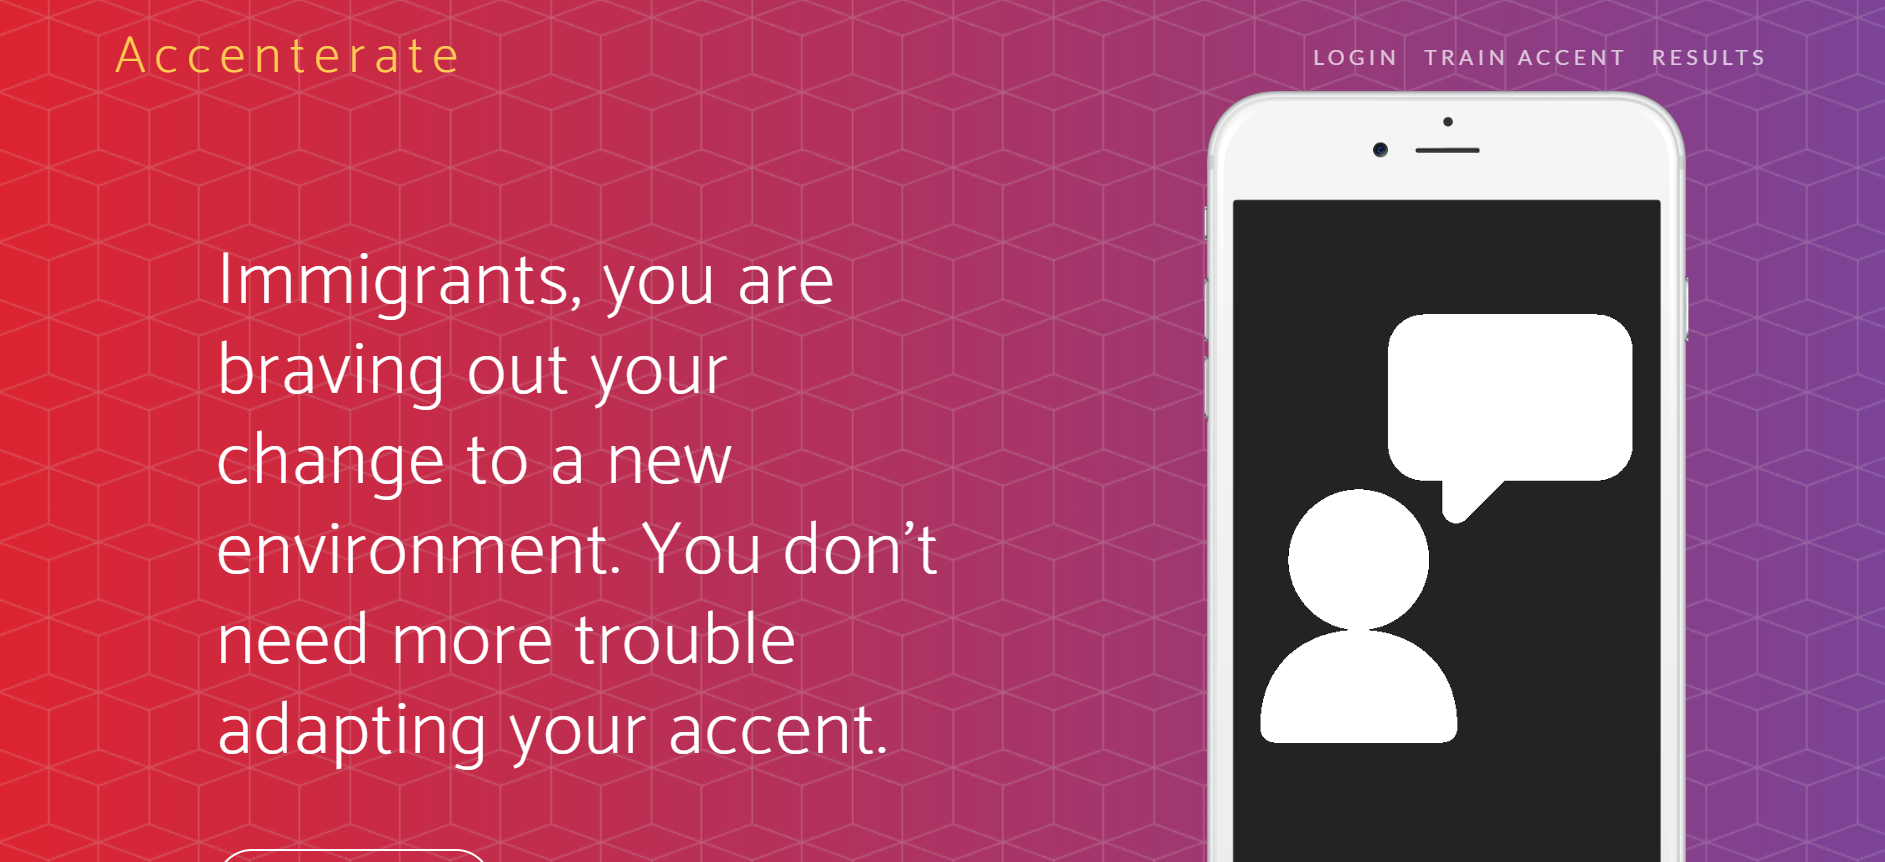 Accenterate
LOGIN TRAIN ACCENT RESULTS
Immigrants, you are
braving out your
change to a new
environment. You don’t
need more trouble
adapting your accent.